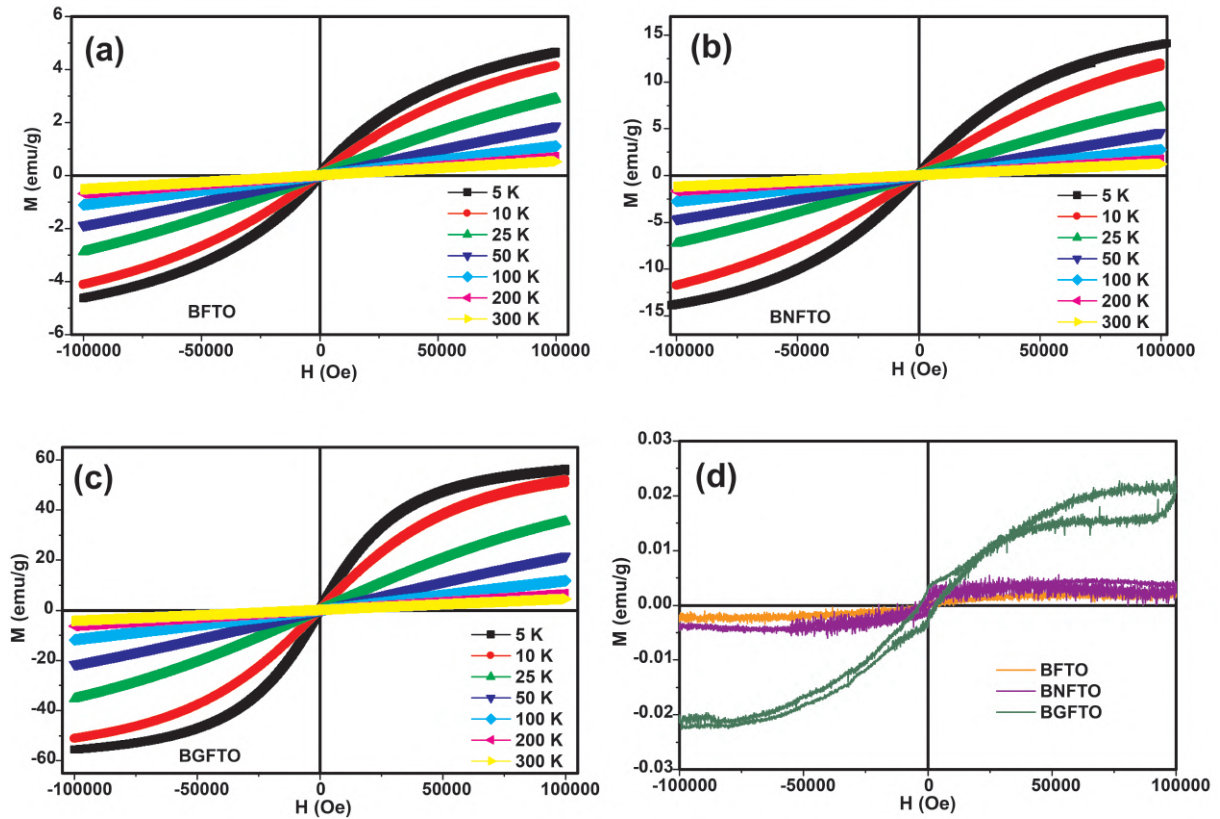 (a)
6
4
2
0
-2
-4
-6
M (emu/g)
-100000 -50000 0 50000 100000
H (Oe)
BFTO
5 K
10 K
25 K
50 K
100 K
200 K
300 K
(b)
15
10
5
0
-5
-10
-15
M (emu/g)
-100000 -50000 0 50000 100000
H (Oe)
BNFTO
5 K
10 K
25 K
50 K
100 K
200 K
300 K
(c)
60
40
20
0
-20
-40
-60
M (emu/g)
-100000 -50000 0 50000 100000
H (Oe)
BGFTO
5 K
10 K
25 K
50 K
100 K
200 K
300 K
(d)
0.03
0.02
0.01
0.00
-0.01
-0.02
-0.03
M (emu/g)
-100000 -50000 0 50000 100000
H (Oe)
BFTO
BNFTO
BGFTO